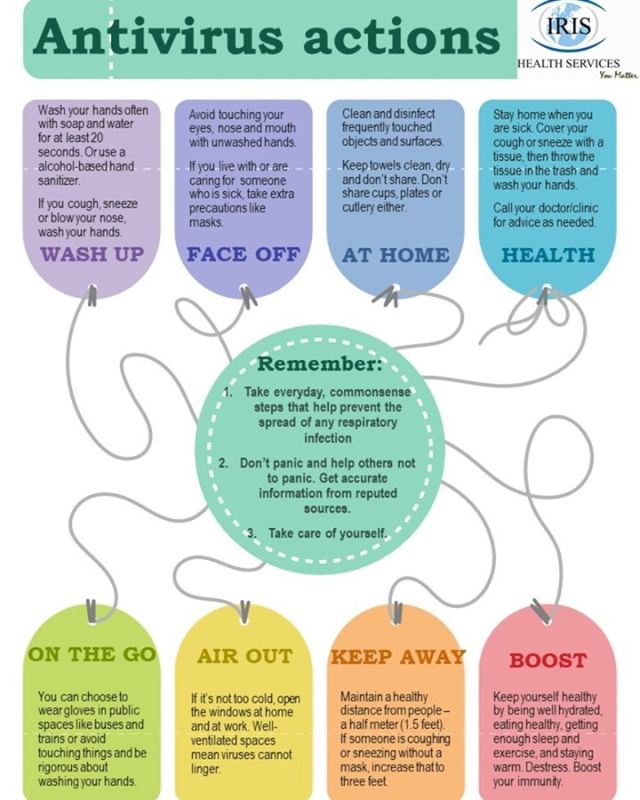 Antivirus actions
IRIS
HEALTH SERVICES
You Matter.
Wash your hands often
with soap and water
for at least 20
seconds. Or use a
alcohol-based hand
sanitizer.
If you cough, sneeze
or blow your nose,
wash your hands.
WASH UP
Avoid touching your
eyes, nose and mouth
with unwashed hands.
If you live with or are
caring for someone
who is sick, take extra
precautions like
masks.
FACE OFF
Clean and disinfect
frequently touched
objects and surfaces.
Keep towels clean, dry
and don't share. Don't
share cups, plates or
cutlery either.
AT HOME
Stay home when you
are sick. Cover your
cough or sneeze with a
tissue, then throw the
tissue in the trash and
wash your hands.
Call your doctor/clinic
for advice as needed.
HEALTH
Remember:
1. Take everyday, commonsense
steps that help prevent the
spread of any respiratory
infection
2. Don't panic and help others not
to panic. Get accurate
information from reputed
sources.
3. Take care of yourself.
ON THE GO
You can choose to
wear gloves in public
spaces like buses and
trains or avoid
touching things and be
rigorous about
washing your hands.
AIR OUT
If it's not too cold, open
the windows at home
and at work. Well-
ventilated spaces
mean viruses cannot
linger.
KEEP AWAY
Maintain a healthy
distance from people –
a half meter (1.5 feet).
If someone is coughing
or sneezing without a
mask, increase that to
three feet.
BOOST
Keep yourself healthy
by being well hydrated,
eating healthy, getting
enough sleep and
exercise, and staying
warm. Destress. Boost
your immunity.